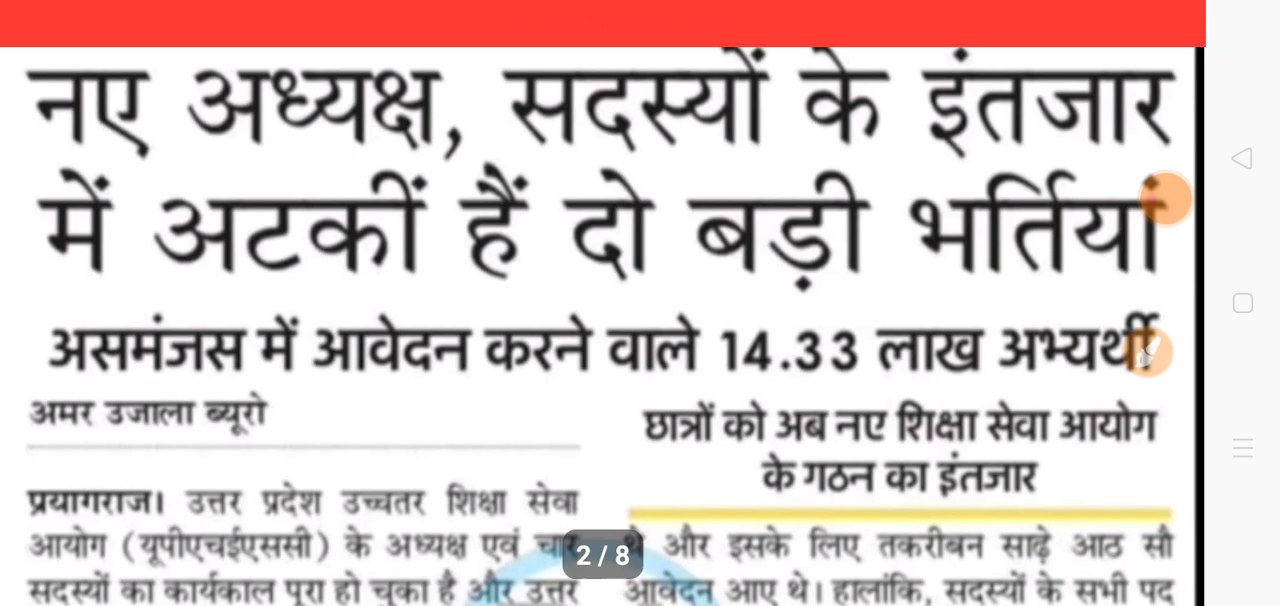 नए अध्यक्ष, सदस्यों के इंतजार
में अटकीं हैं दो बड़ी भर्तियां
असमंजस में आवेदन करने वाले 14.33 लाख अभ्यर्थी
अमर उजाला ब्यूरो
प्रयागराज। उत्तर प्रदेश उच्चतर शिक्षा सेवा
आयोग (यूपीएचईएससी) के अध्यक्ष एवं
सदस्यों का कार्यकाल पूरा हो चुका है और उत्तर
छात्रों को अब नए शिक्षा सेवा आयोग
के गठन का इंतजार
और इसके लिए तकरीबन साढ़े आठ सौ
आवेदन आए थे। हालांकि, सदस्यों के सभी पद
2 / 8